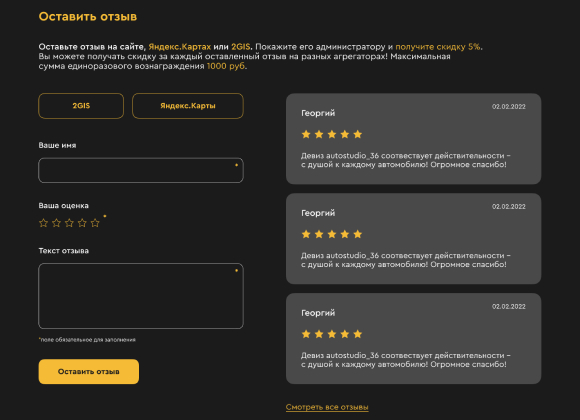 Оставить отзыв
Оставьте отзыв на сайте, Яндекс.Картах или 2GIS. Покажите его администратору и получите скидку 5%.
Вы можете получать скидку за каждый оставленный отзыв на разных агрегаторах! Максимальная
сумма единоразового вознаграждения 1000 руб.
2GIS
Яндекс.Карты
Ваше имя
*
Ваша оценка
*
Текст отзыва
*
*поле обязательное для заполнения
Оставить отзыв
02.02.2022
Георгий
Девиз autostudio_36 соотвествует действительности –
с душой к каждому автомобилю! Огромное спасибо!
02.02.2022
Георгий
Девиз autostudio_36 соотвествует действительности –
с душой к каждому автомобилю! Огромное спасибо!
02.02.2022
Георгий
Девиз autostudio_36 соотвествует действительности –
с душой к каждому автомобилю! Огромное спасибо!
Смотреть все отзывы